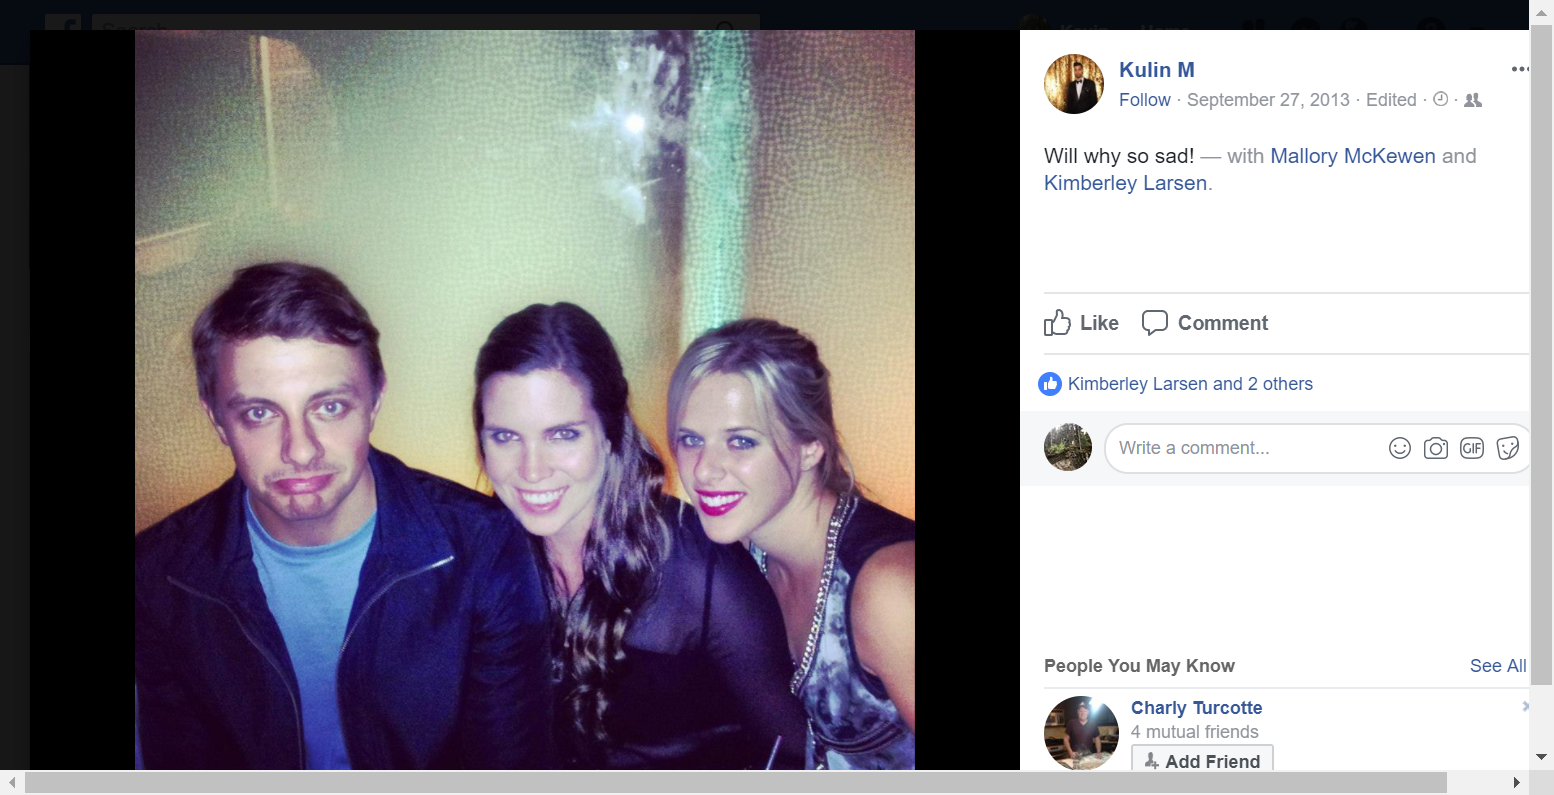 Search
Kulin M
Follow · September 27, 2013 · Edited ·
Will why so sad! — with Mallory McKewen and
Kimberley Larsen.
Like Comment
Kimberley Larsen and 2 others
Write a comment...
GIF
People You May Know See All
Charly Turcotte
4 mutual friends
Add Friend